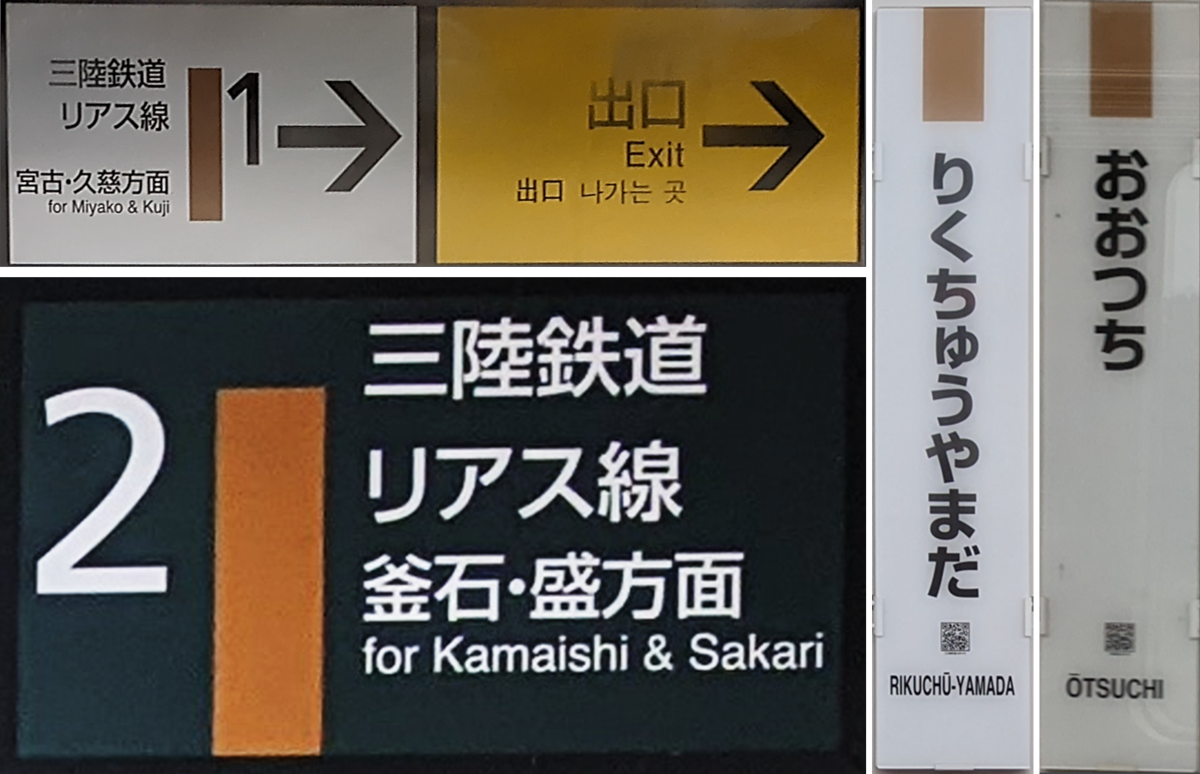 三陸鉄道
リアス線
宮古・久慈方面
for Miyako & Kuji
1
出口
Exit
出口 나가는 곳
2
三陸鉄道
リアス線
釜石・盛方面
for Kamaishi & Sakari
りくちゅうやまだ
RIKUCHŪ-YAMADA
おおつち
ŌTSUCHI